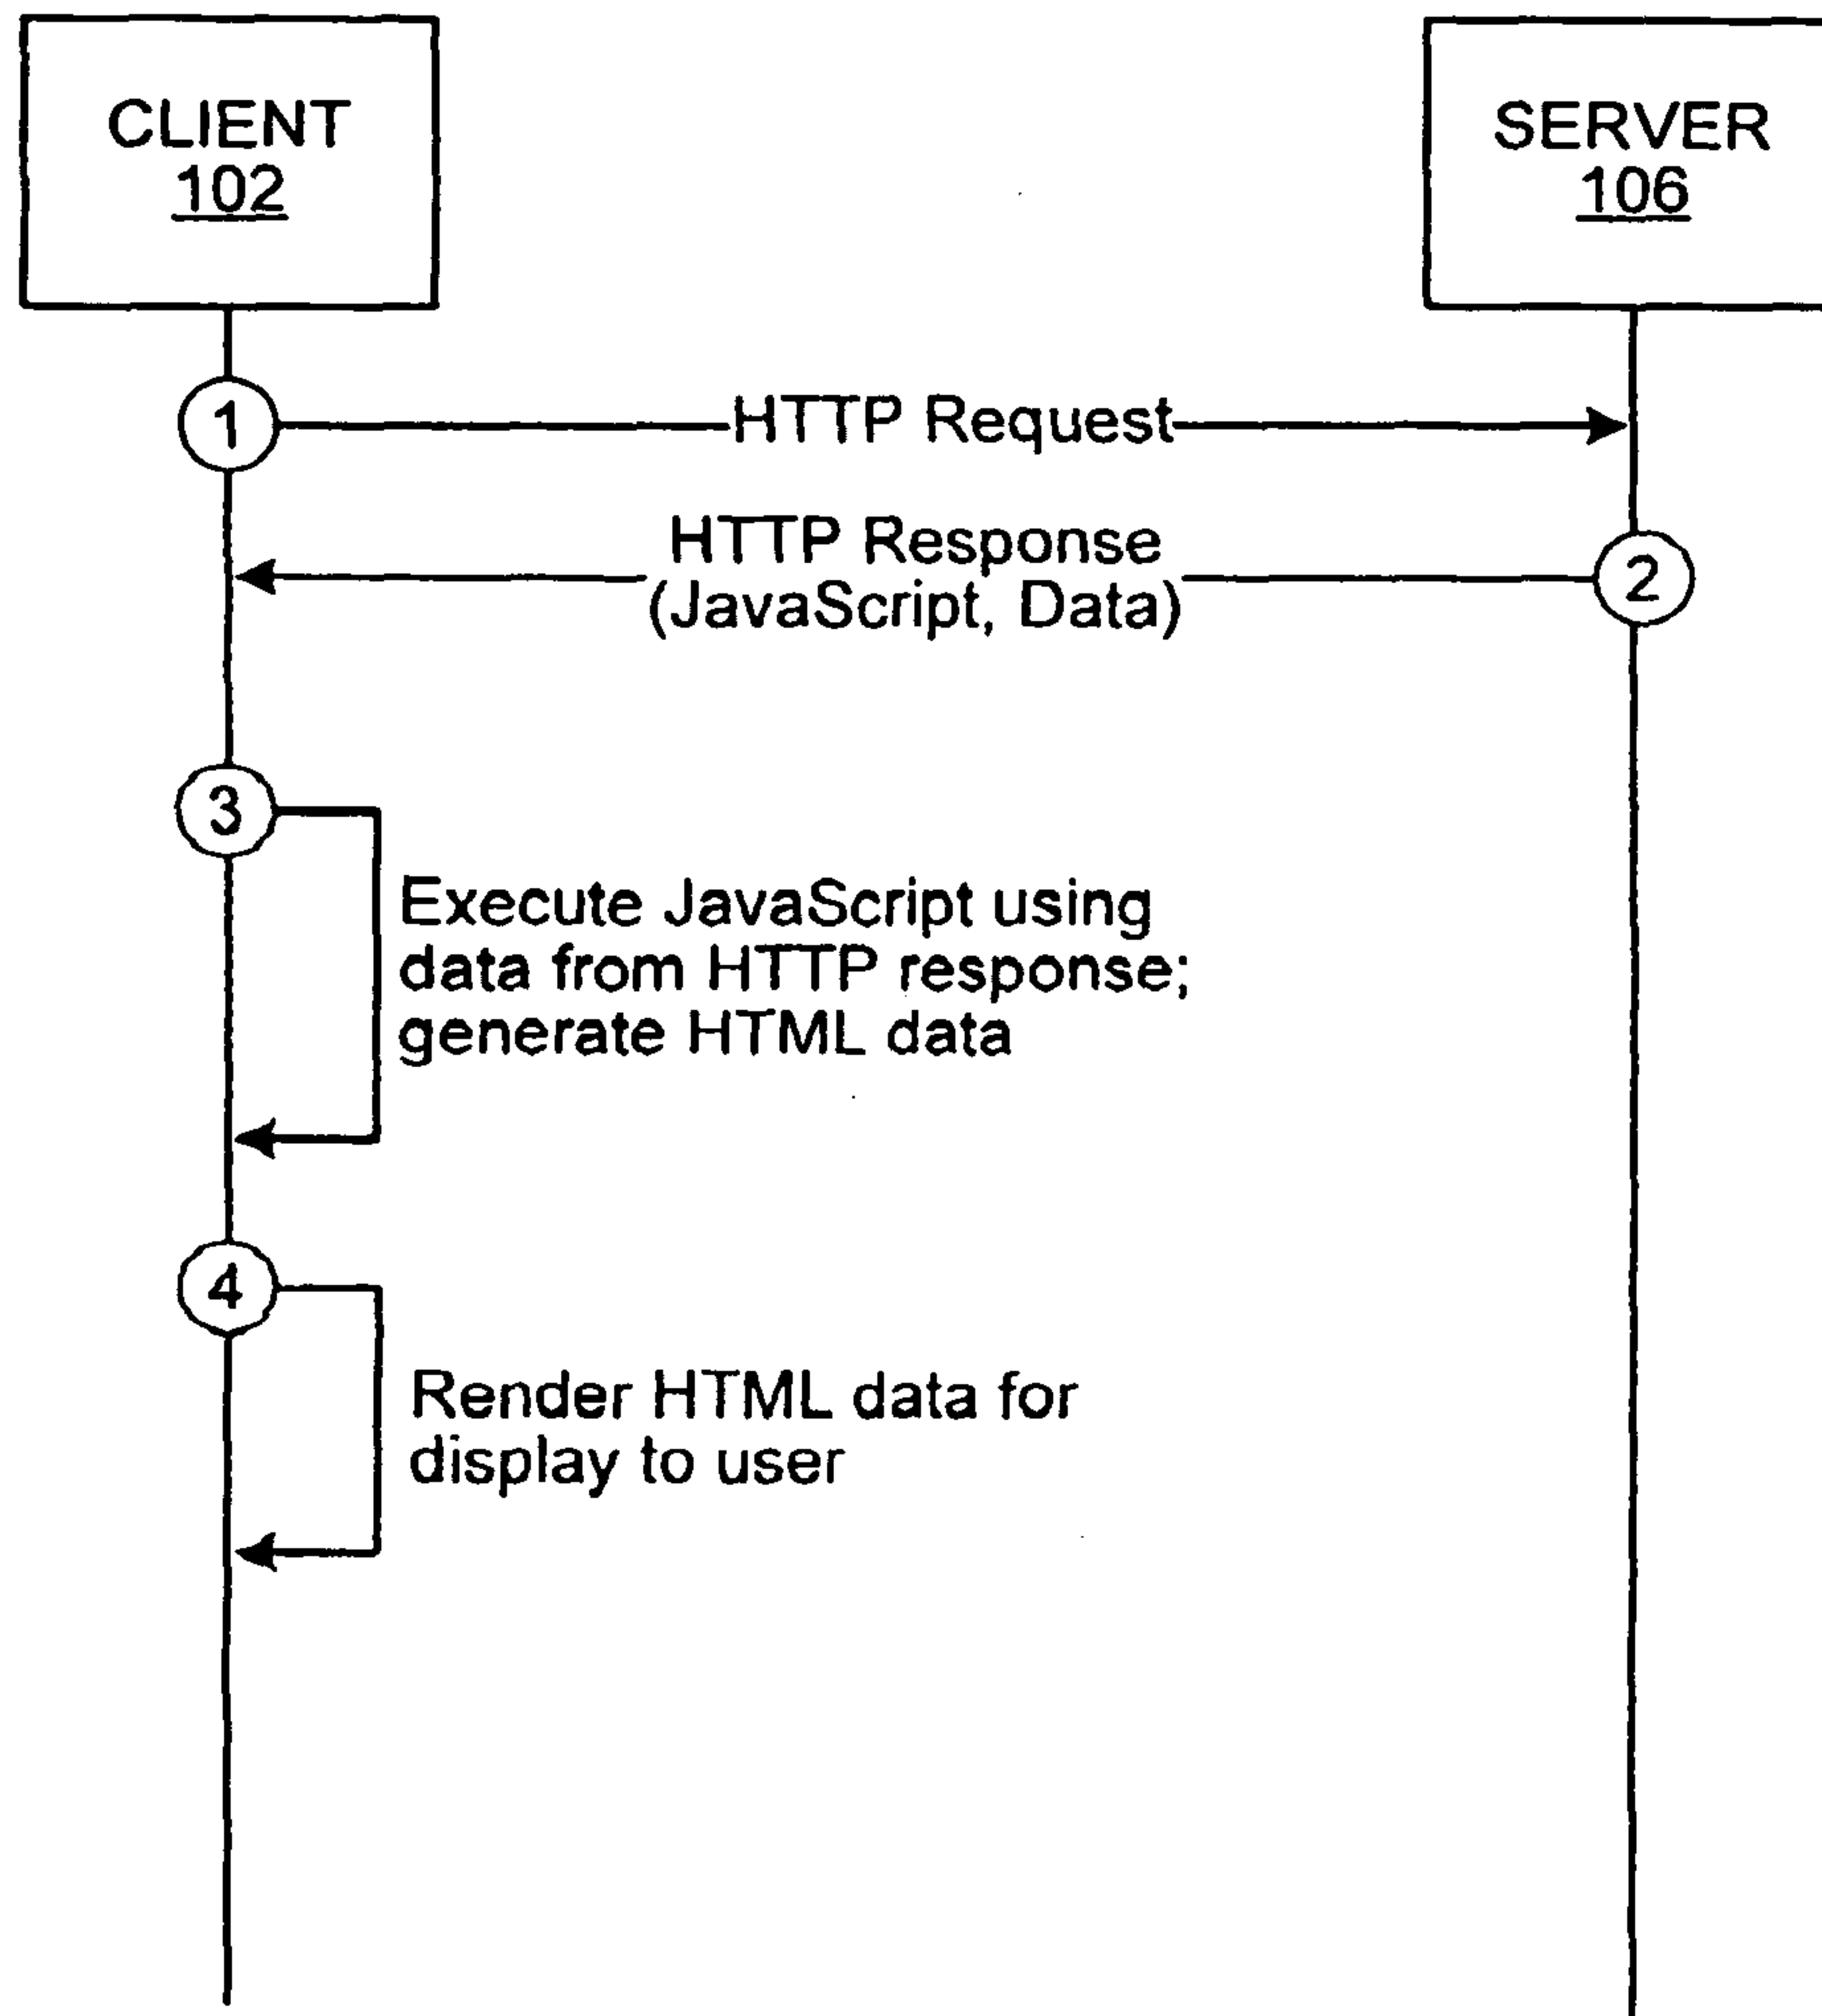 CLIENT
102
SERVER
106
1
HTTP Request
HTTP Response
(JavaScript, Data)
2
3
Execute JavaScript using
data from HTTP response;
generate HTML data
4
Render HTML data for
display to user